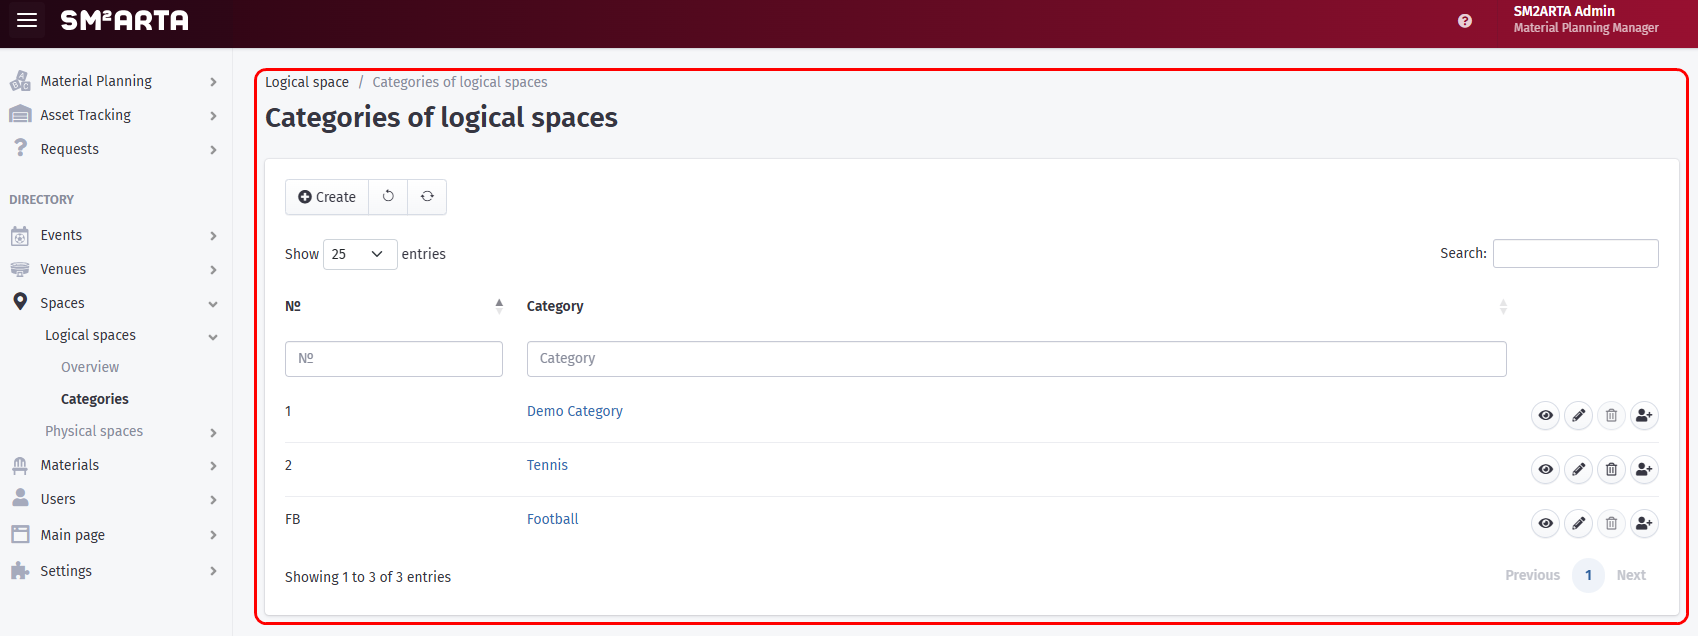 SM²ARTA
SM2ARTA Admin
Material Planning Manager
Material Planning
Asset Tracking
Requests
DIRECTORY
Events
Venues
Spaces
Logical spaces
Overview
Categories
Physical spaces
Materials
Users
Main page
Settings
Logical space / Categories of logical spaces
Categories of logical spaces
Create
Show 25 entries
Search:
№ Category
№ Category
1 Demo Category
2 Tennis
FB Football
Showing 1 to 3 of 3 entries
Previous 1 Next